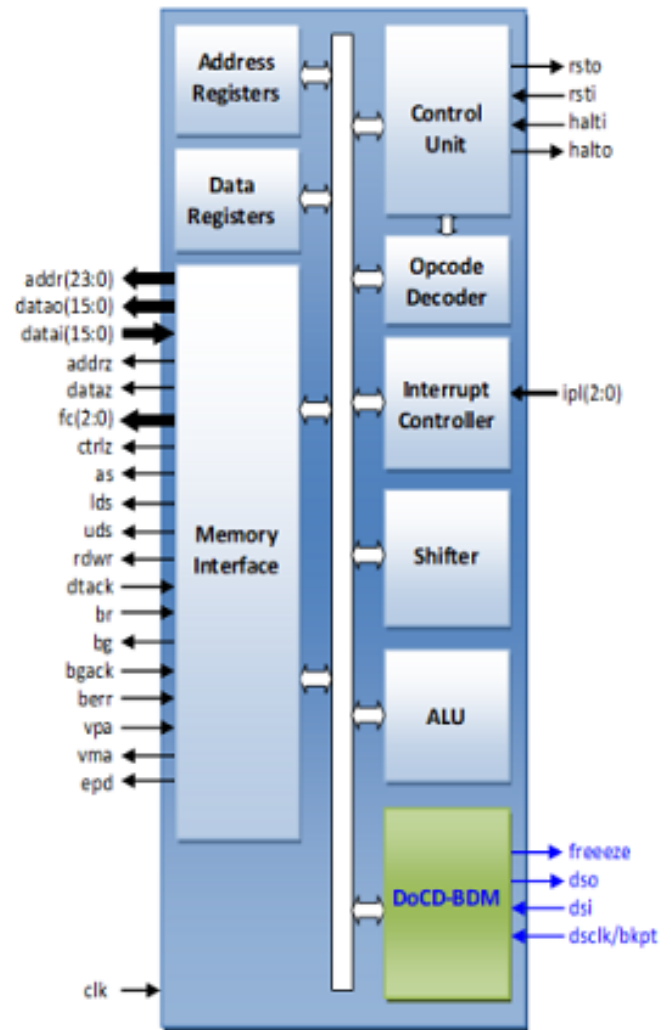 Address
Registers
Data
Registers
addr(23:0)
datao(15:0)
datai(15:0)
addrz
dataz
fc(2:0)
ctrlz
as
lds
uds
rdwr
dtack
br
bg
bgack
berr
vpa
vma
epd
Memory
Interface
clk
Control
Unit
rsto
rsti
halti
halto
Opcode
Decoder
Interrupt
Controller
ipl(2:0)
Shifter
ALU
DoCD-BDM
freeeze
dso
dsi
dsclk/bkpt